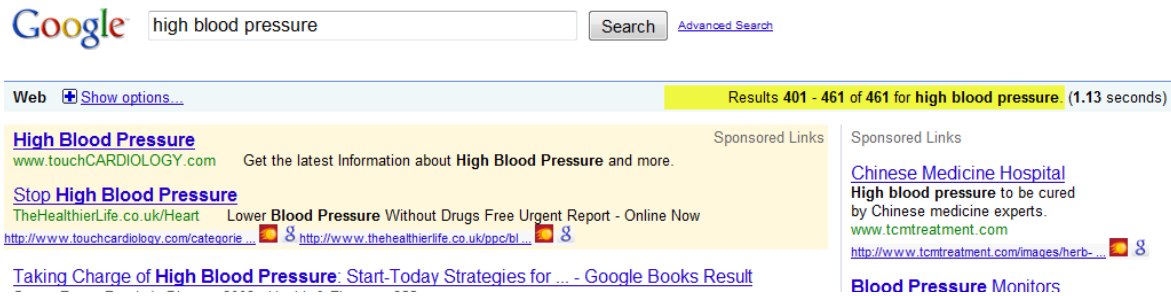 Google high blood pressure Search Advanced Search
Web Show options... Results 401 - 461 of 461 for high blood pressure. (1.13 seconds)
High Blood Pressure Sponsored Links
www.touchCARDIOLOGY.com Get the latest Information about High Blood Pressure and more.
Stop High Blood Pressure
TheHealthierLife.co.uk/Heart Lower Blood Pressure Without Drugs Free Urgent Report - Online Now
http://www.touchcardiology.com/categorie ... g http://www.thehealthierlife.co.uk/ppc/bl ... g
Taking Charge of High Blood Pressure: Start-Today Strategies for ... - Google Books Result
Sponsored Links
Chinese Medicine Hospital
High blood pressure to be cured
by Chinese medicine experts.
www.tcmtreatment.com
http://www.tcmtreatment.com/images/herb- ... g
Blood Pressure Monitors